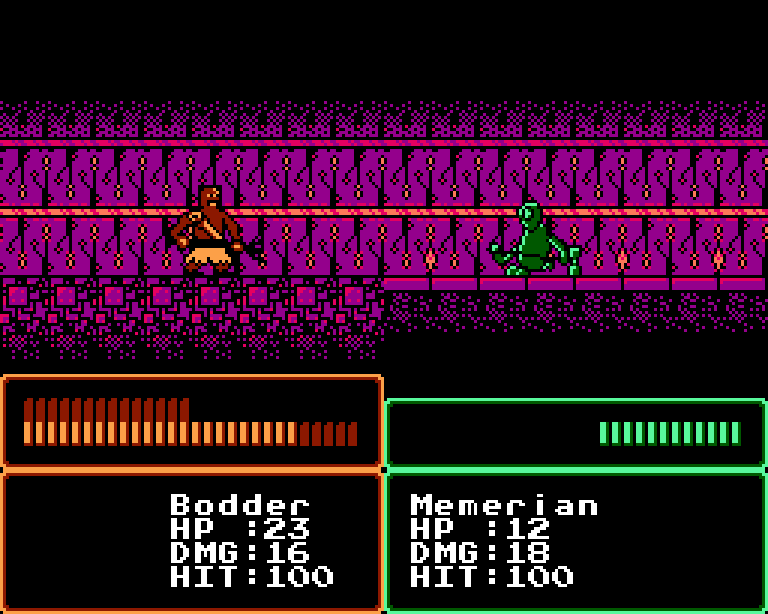 Bodder
HP :23
DMG:16
HIT:100
Memerian
HP :12
DMG:18
HIT:100